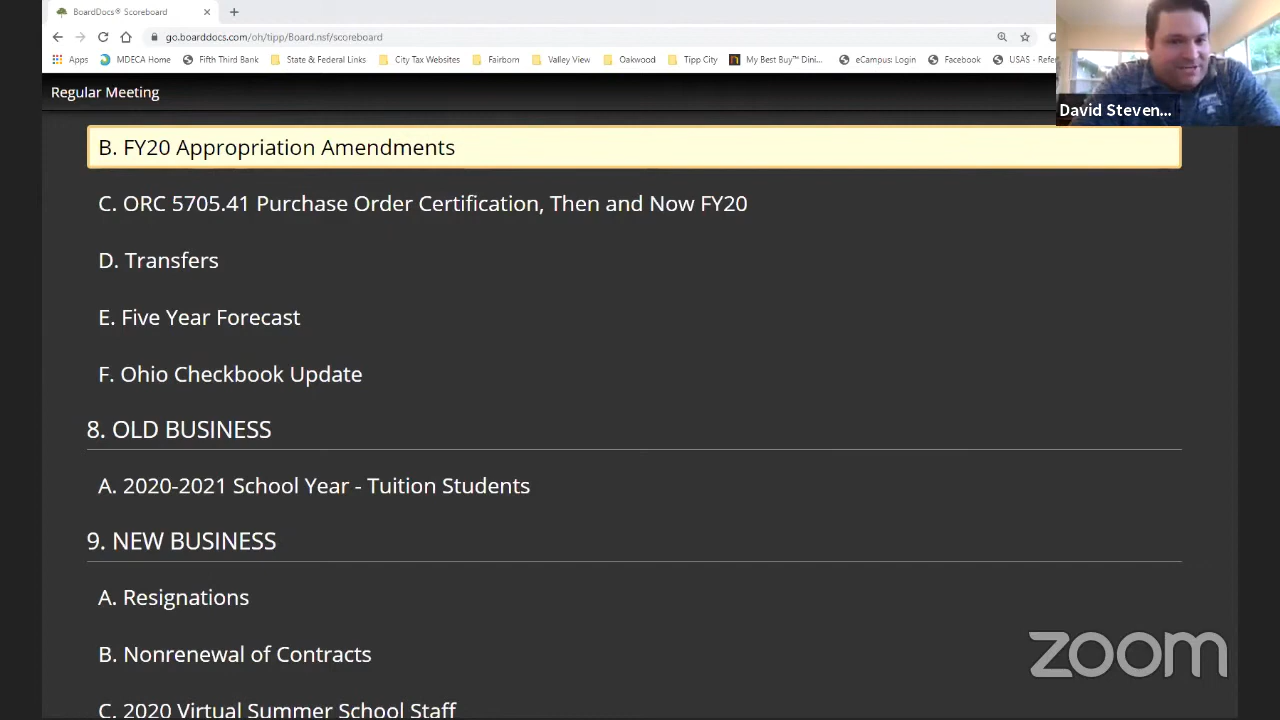 BoardDocs® Scoreboard
go.boarddocs.com/oh/tipp/Board.nsf/scoreboard
Apps MDECA Home Fifth Third Bank State & Federal Links City Tax Websites Fairborn Valley View Oakwood Tipp City My Best Buy™ Dini... eCampus: Login Facebook USAS - Refer
Regular Meeting
David Steven...
B. FY20 Appropriation Amendments
C. ORC 5705.41 Purchase Order Certification, Then and Now FY20
D. Transfers
E. Five Year Forecast
F. Ohio Checkbook Update
8. OLD BUSINESS
A. 2020-2021 School Year - Tuition Students
9. NEW BUSINESS
A. Resignations
B. Nonrenewal of Contracts
C. 2020 Virtual Summer School Staff
zoom